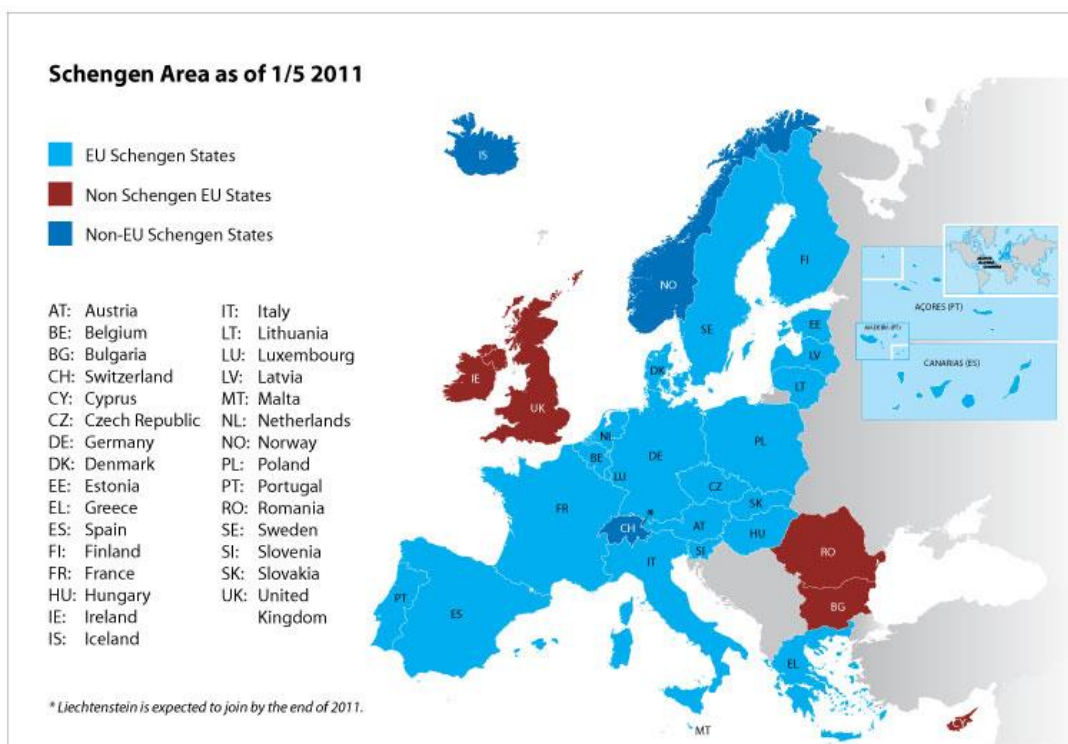 Schengen Area as of 1/5 2011
EU Schengen States
Non Schengen EU States
Non-EU Schengen States
AT: Austria
BE: Belgium
BG: Bulgaria
CH: Switzerland
CY: Cyprus
CZ: Czech Republic
DE: Germany
DK: Denmark
EE: Estonia
EL: Greece
ES: Spain
FI: Finland
FR: France
HU: Hungary
IE: Ireland
IS: Iceland
IT: Italy
LT: Lithuania
LU: Luxembourg
LV: Latvia
MT: Malta
NL: Netherlands
NO: Norway
PL: Poland
PT: Portugal
RO: Romania
SE: Sweden
SI: Slovenia
SK: Slovakia
UK: United
Kingdom
* Liechtenstein is expected to join by the end of 2011.
IS
NO
SE
FI
EE
LV
LT
DK
IE
UK
NL
BE
LU
DE
PL
CZ
SK
FR
CH
*
AT
HU
SI
IT
RO
BG
PT
ES
EL
MT
CY
AÇORES (PT)
MADEIRA (PT)
CANARIAS (ES)